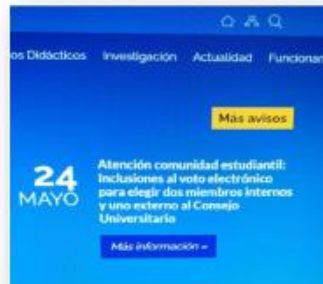 os Didácticos Investigación Actualidad Funcionar
Más avisos
24
MAYO
Atención comunidad estudiantil:
Inclusiones al voto electrónico
para elegir dos miembros internos
y uno externo al Consejo
Universitario
Más información »